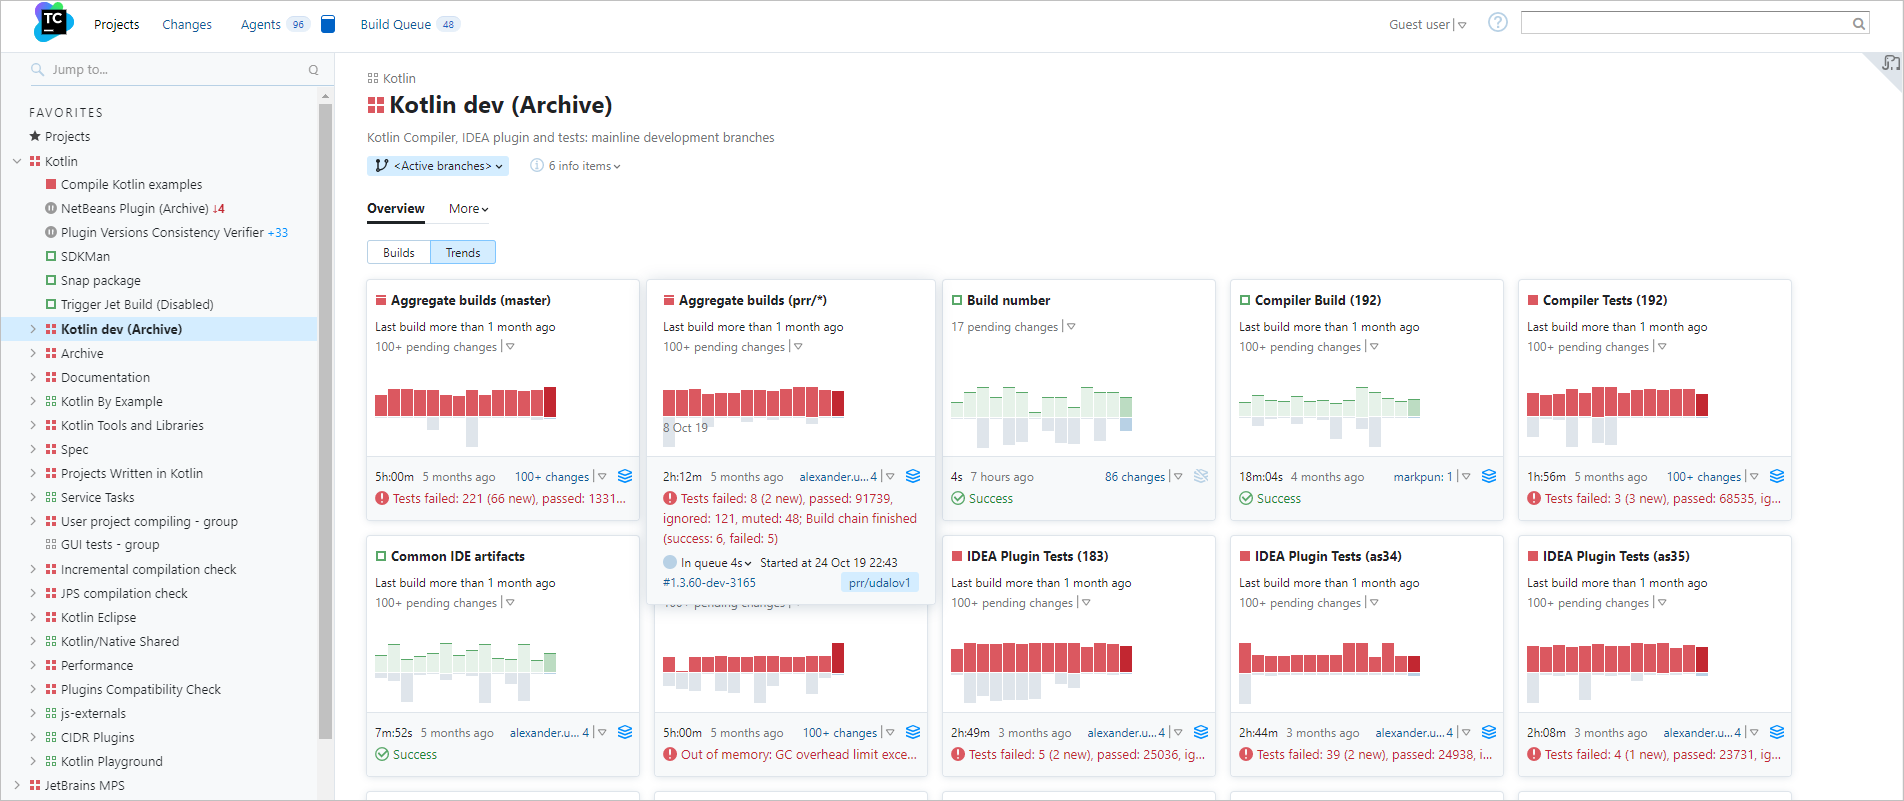 TC
Projects
Changes
Agents 96
Build Queue 48
Guest user
Jump to...
Q
FAVORITES
Projects
Kotlin
Compile Kotlin examples
NetBeans Plugin (Archive) ↓4
Plugin Versions Consistency Verifier +33
SDKMan
Snap package
Trigger Jet Build (Disabled)
Kotlin dev (Archive)
Archive
Documentation
Kotlin By Example
Kotlin Tools and Libraries
Spec
Projects Written in Kotlin
Service Tasks
User project compiling - group
GUI tests - group
Incremental compilation check
JPS compilation check
Kotlin Eclipse
Kotlin/Native Shared
Performance
Plugins Compatibility Check
js-externals
CIDR Plugins
Kotlin Playground
JetBrains MPS
Kotlin
Kotlin dev (Archive)
Kotlin Compiler, IDEA plugin and tests: mainline development branches
<Active branches>
6 info items
Overview
More
Builds
Trends
Aggregate builds (master)
Last build more than 1 month ago
100+ pending changes
5h:00m 5 months ago 100+ changes
Tests failed: 221 (66 new), passed: 1331...
Aggregate builds (prr/*)
Last build more than 1 month ago
100+ pending changes
8 Oct 19
2h:12m 5 months ago alexander.u... 4
Tests failed: 8 (2 new), passed: 91739,
ignored: 121, muted: 48; Build chain finished
(success: 6, failed: 5)
In queue 4s Started at 24 Oct 19 22:43
#1.3.60-dev-3165 prr/udalov1
Build number
17 pending changes
4s 7 hours ago 86 changes
Success
Compiler Build (192)
Last build more than 1 month ago
100+ pending changes
18m:04s 4 months ago markpun: 1
Success
Compiler Tests (192)
Last build more than 1 month ago
100+ pending changes
1h:56m 5 months ago 100+ changes
Tests failed: 3 (3 new), passed: 68535, ig...
Common IDE artifacts
Last build more than 1 month ago
100+ pending changes
7m:52s 5 months ago alexander.u... 4
Success
100+ pending changes
5h:00m 5 months ago 100+ changes
Out of memory: GC overhead limit exce...
IDEA Plugin Tests (183)
Last build more than 1 month ago
100+ pending changes
2h:49m 3 months ago alexander.u... 4
Tests failed: 5 (2 new), passed: 25036, ig...
IDEA Plugin Tests (as34)
Last build more than 1 month ago
100+ pending changes
2h:44m 3 months ago alexander.u... 4
Tests failed: 39 (2 new), passed: 24938, i...
IDEA Plugin Tests (as35)
Last build more than 1 month ago
100+ pending changes
2h:08m 3 months ago alexander.u... 4
Tests failed: 4 (1 new), passed: 23731, ig...